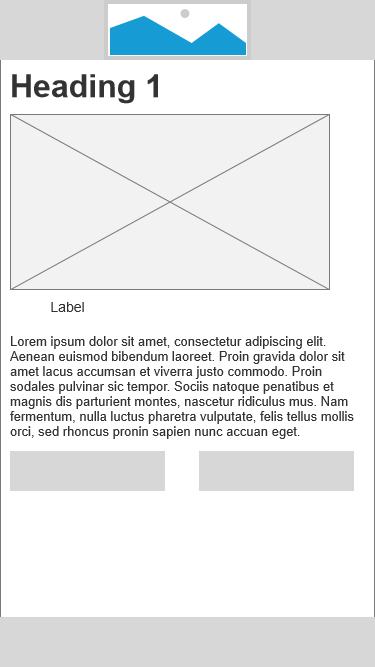 Heading 1
Label
Lorem ipsum dolor sit amet, consectetur adipiscing elit.
Aenean euismod bibendum laoreet. Proin gravida dolor sit
amet lacus accumsan et viverra justo commodo. Proin
sodales pulvinar sic tempor. Sociis natoque penatibus et
magnis dis parturient montes, nascetur ridiculus mus. Nam
fermentum, nulla luctus pharetra vulputate, felis tellus mollis
orci, sed rhoncus pronin sapien nunc accuan eget.